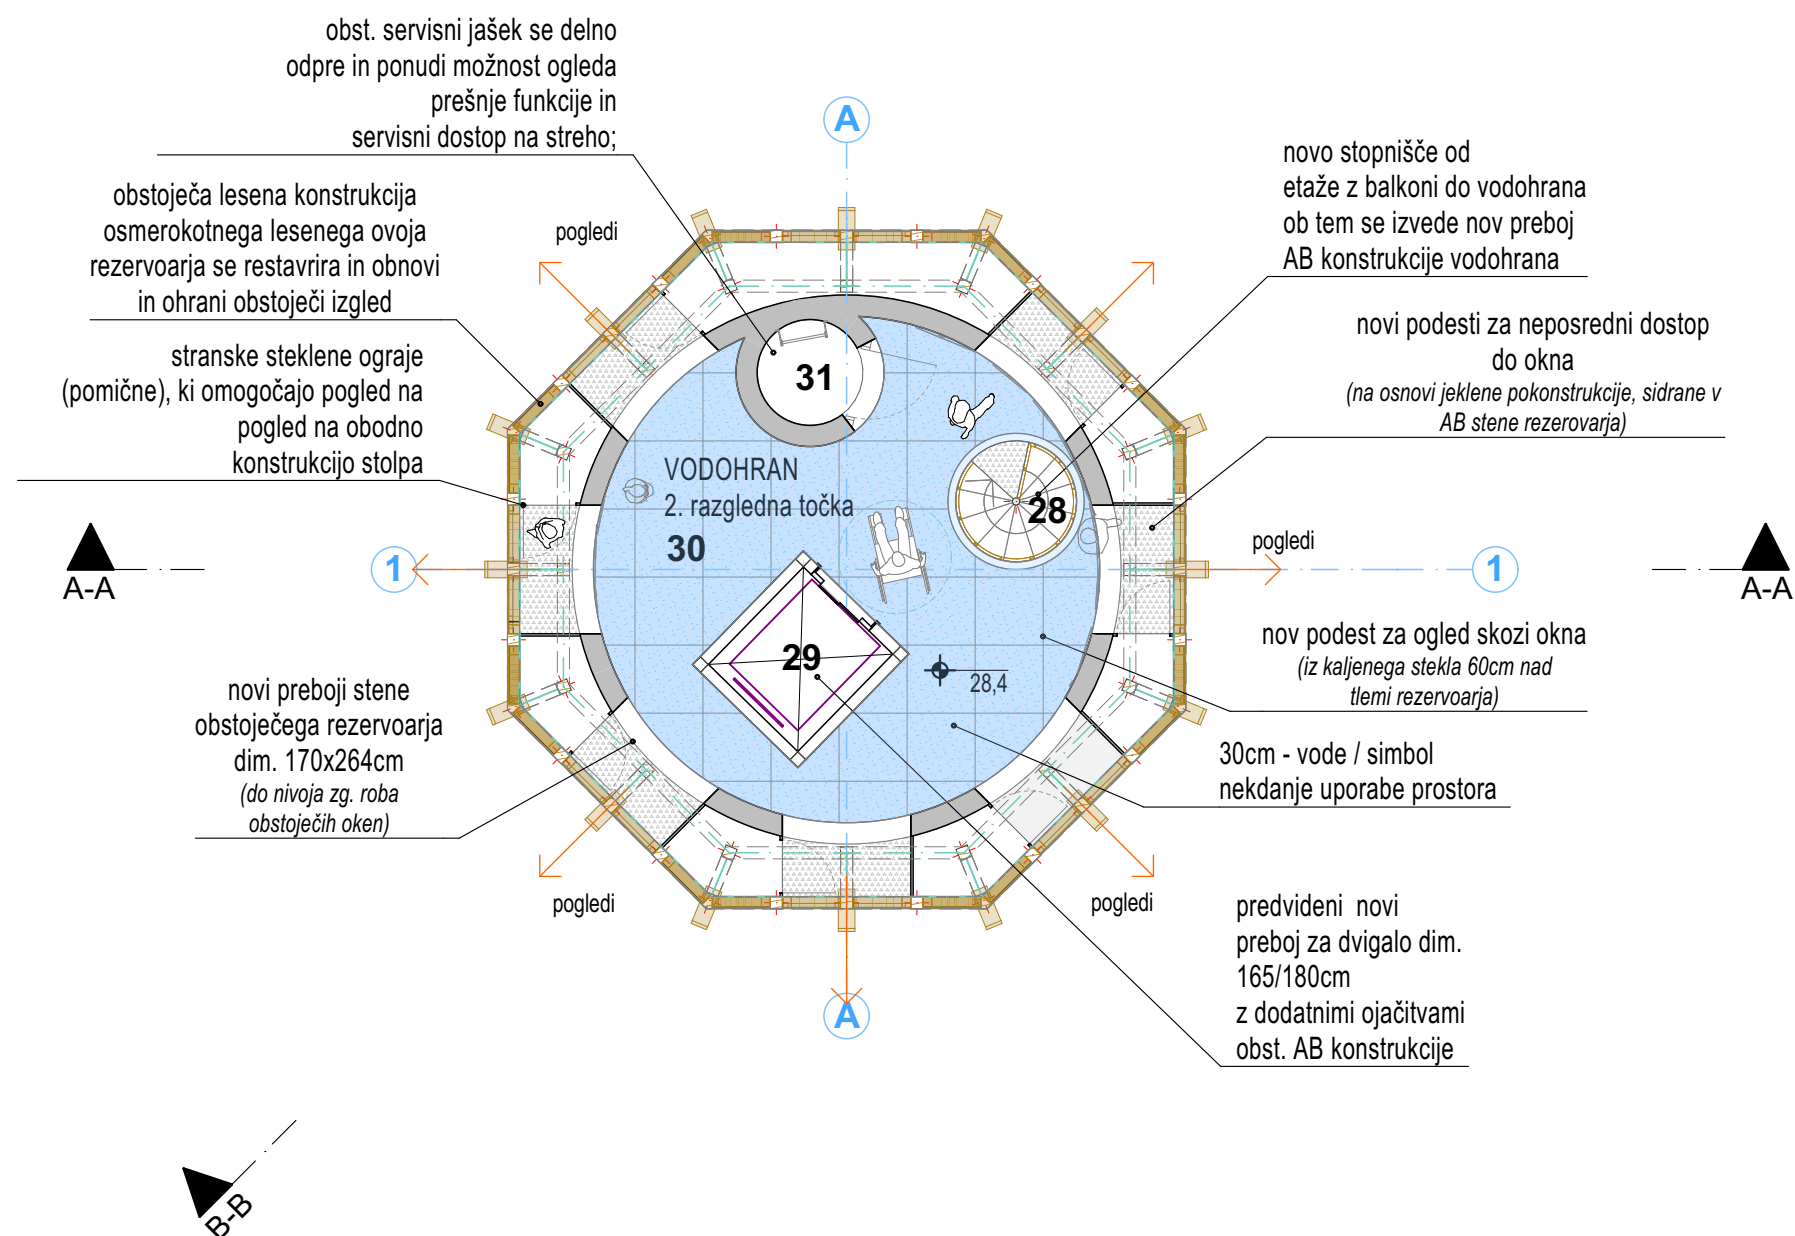 obst. servisni jašek se delno
odpre in ponudi možnost ogleda
prešnje funkcije in
servisni dostop na streho;
obstoječa lesena konstrukcija
osmerokotnega lesenega ovoja
rezervoarja se restavrira in obnovi
in ohrani obstoječi izgled
stranske steklene ograje
(pomične), ki omogočajo pogled na
pogled na obodno
konstrukcijo stolpa
A
pogledi
novo stopnišče od
etaže z balkoni do vodohrana
ob tem se izvede nov preboj
AB konstrukcije vodohrana
novi podesti za neposredni dostop
do okna
(na osnovi jeklene pokonstrukcije, sidrane v
AB stene rezerovarja)
31
VODOHRAN
2. razgledna točka
30
28
29
28,4
A-A
1
pogledi
1
A-A
nov podest za ogled skozi okna
(iz kaljenega stekla 60cm nad
tlemi rezervoarja)
30cm - vode / simbol
nekdanje uporabe prostora
novi preboji stene
obstoječega rezervoarja
dim. 170x264cm
(do nivoja zg. roba
obstoječih oken)
pogledi
pogledi
A
predvideni novi
preboj za dvigalo dim.
165/180cm
z dodatnimi ojačitvami
obst. AB konstrukcije
B-B